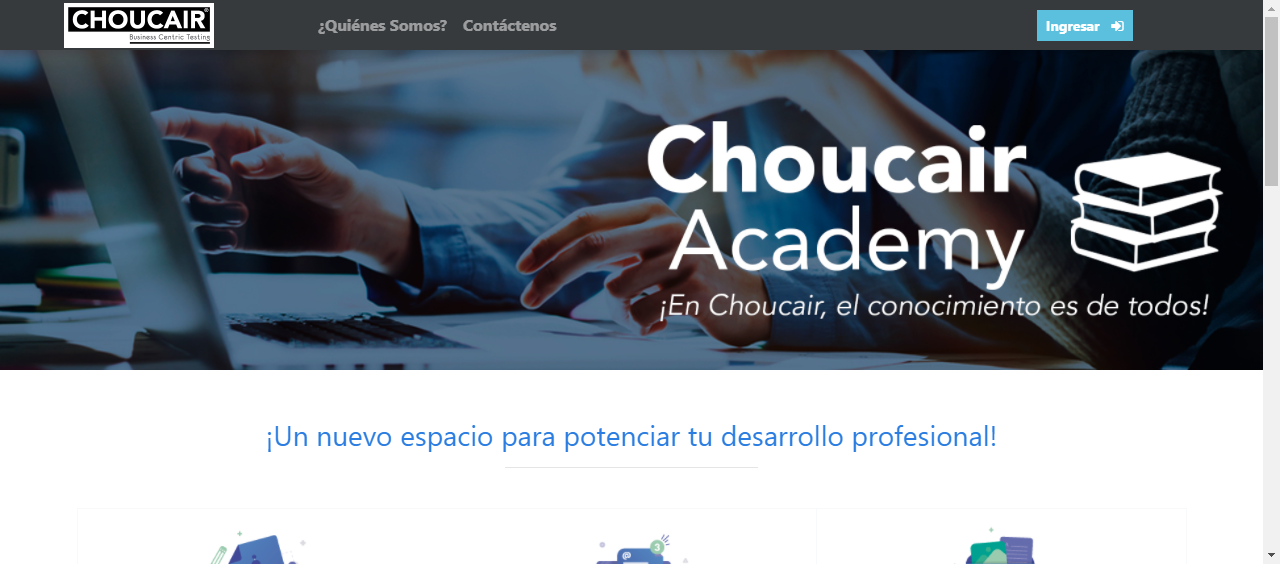 CHOUCAIR®
Business Centric Testing
¿Quiénes Somos? Contáctenos
Ingresar
Choucair
Academy
¡En Choucair, el conocimiento es de todos!
¡Un nuevo espacio para potenciar tu desarrollo profesional!
@ 3